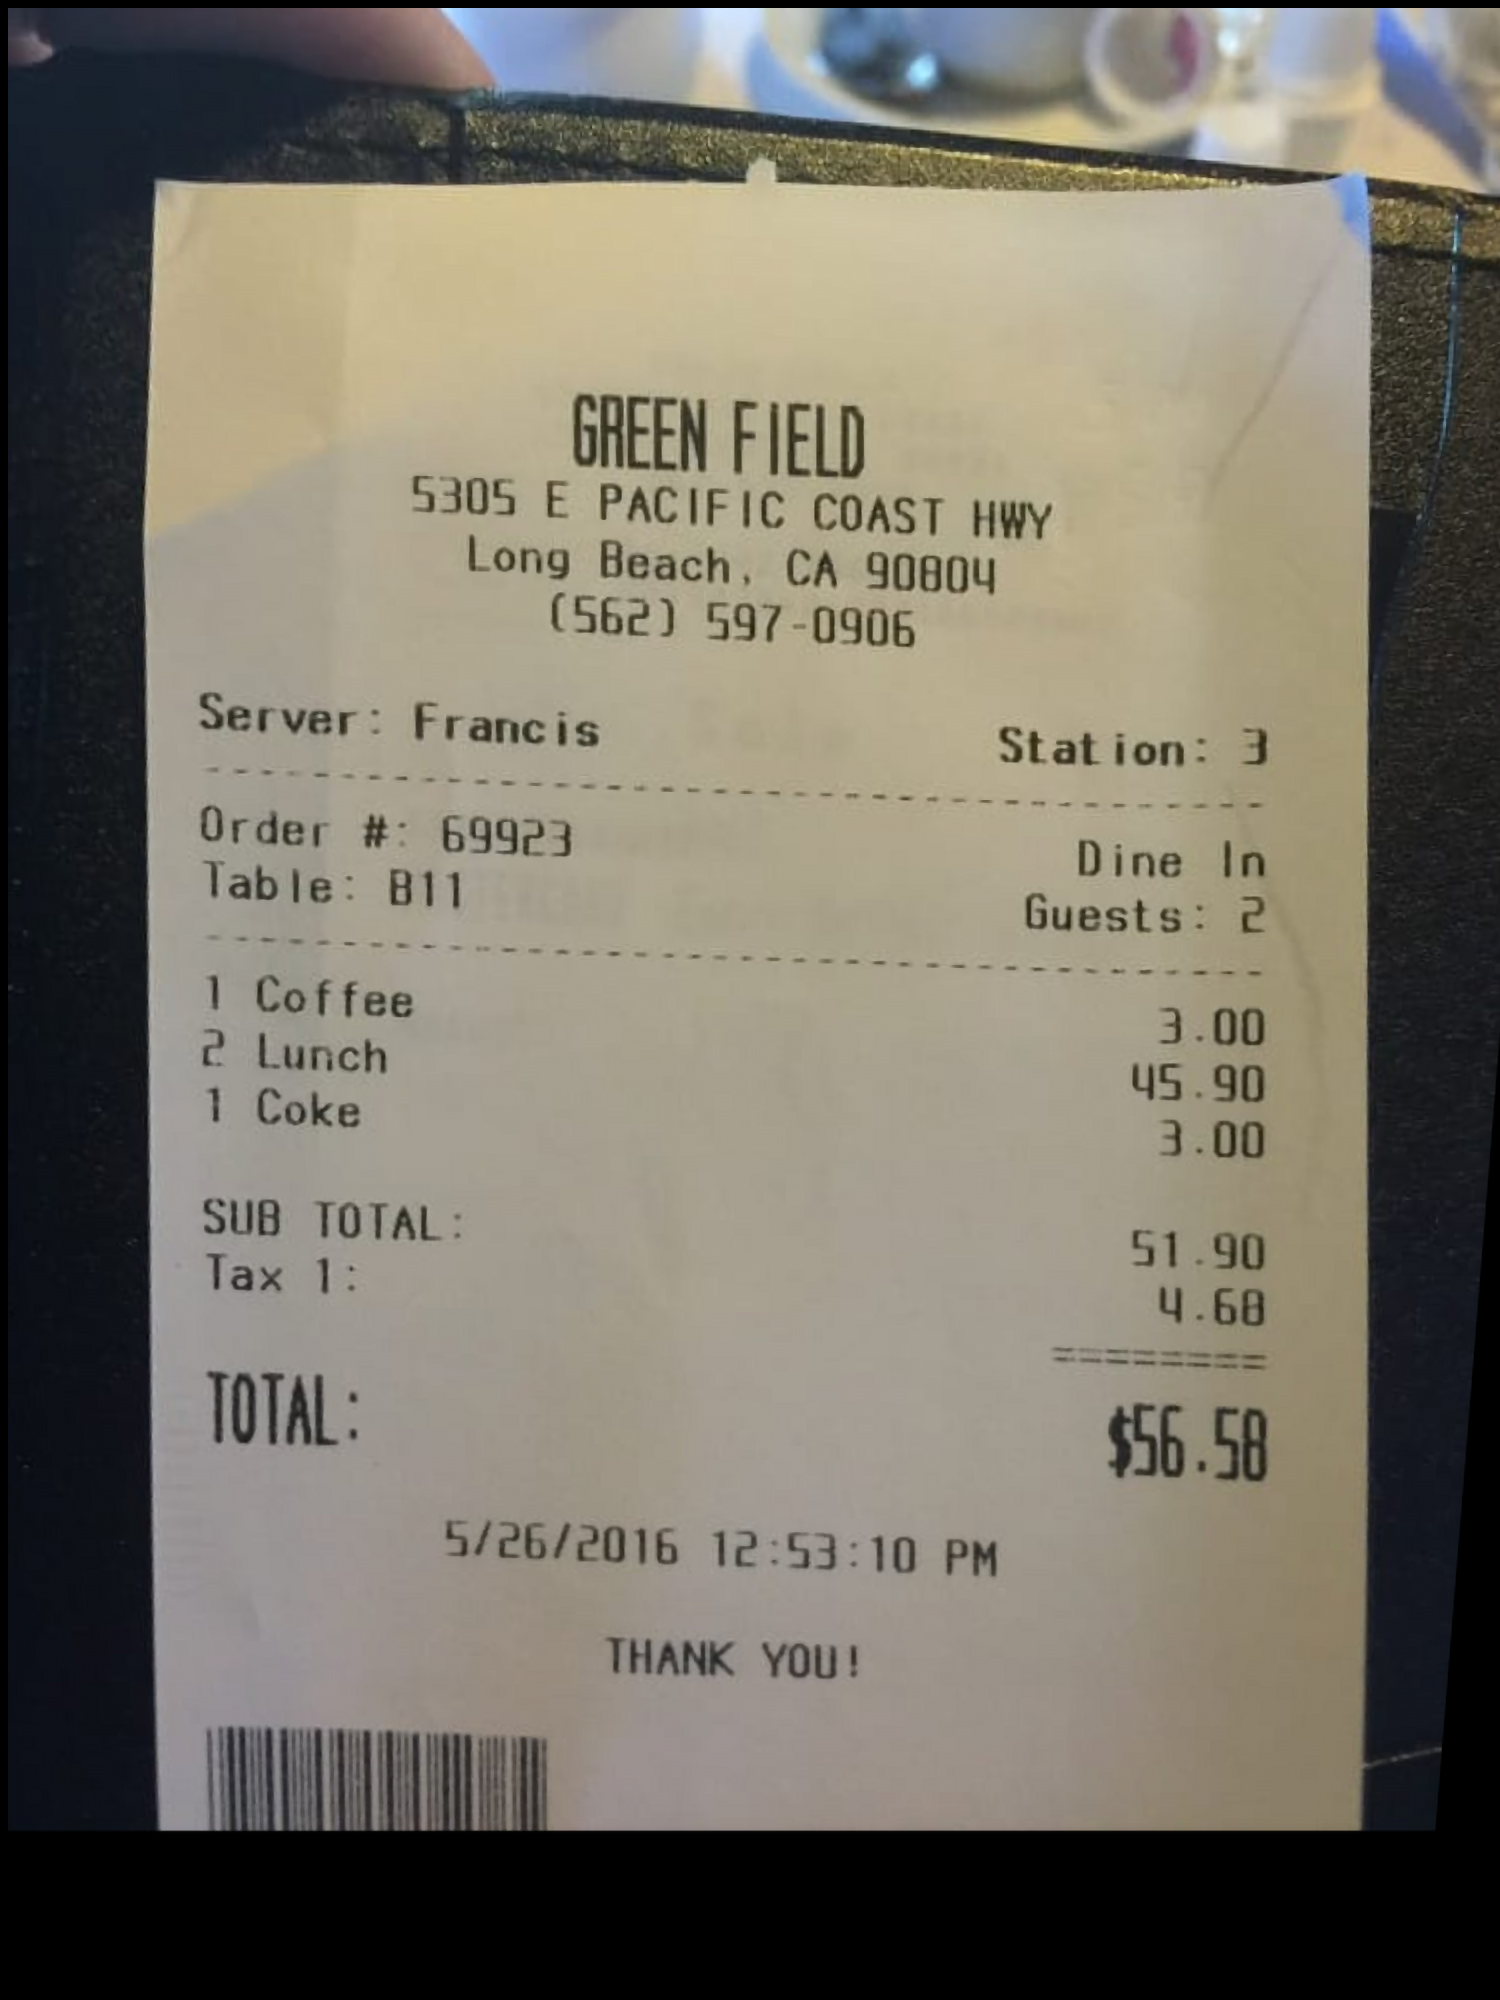 GREEN FIELD
5305 E PACIFIC COAST HWY
Long Beach, CA 90804
(562) 597-0906
Server: Francis Station: 3
Order #: 69923 Dine In
Table: B11 Guests: 2
1 Coffee 3.00
2 Lunch 45.90
1 Coke 3.00
SUB TOTAL: 51.90
Tax 1: 4.68
========
TOTAL: $56.58
5/26/2016 12:53:10 PM
THANK YOU!